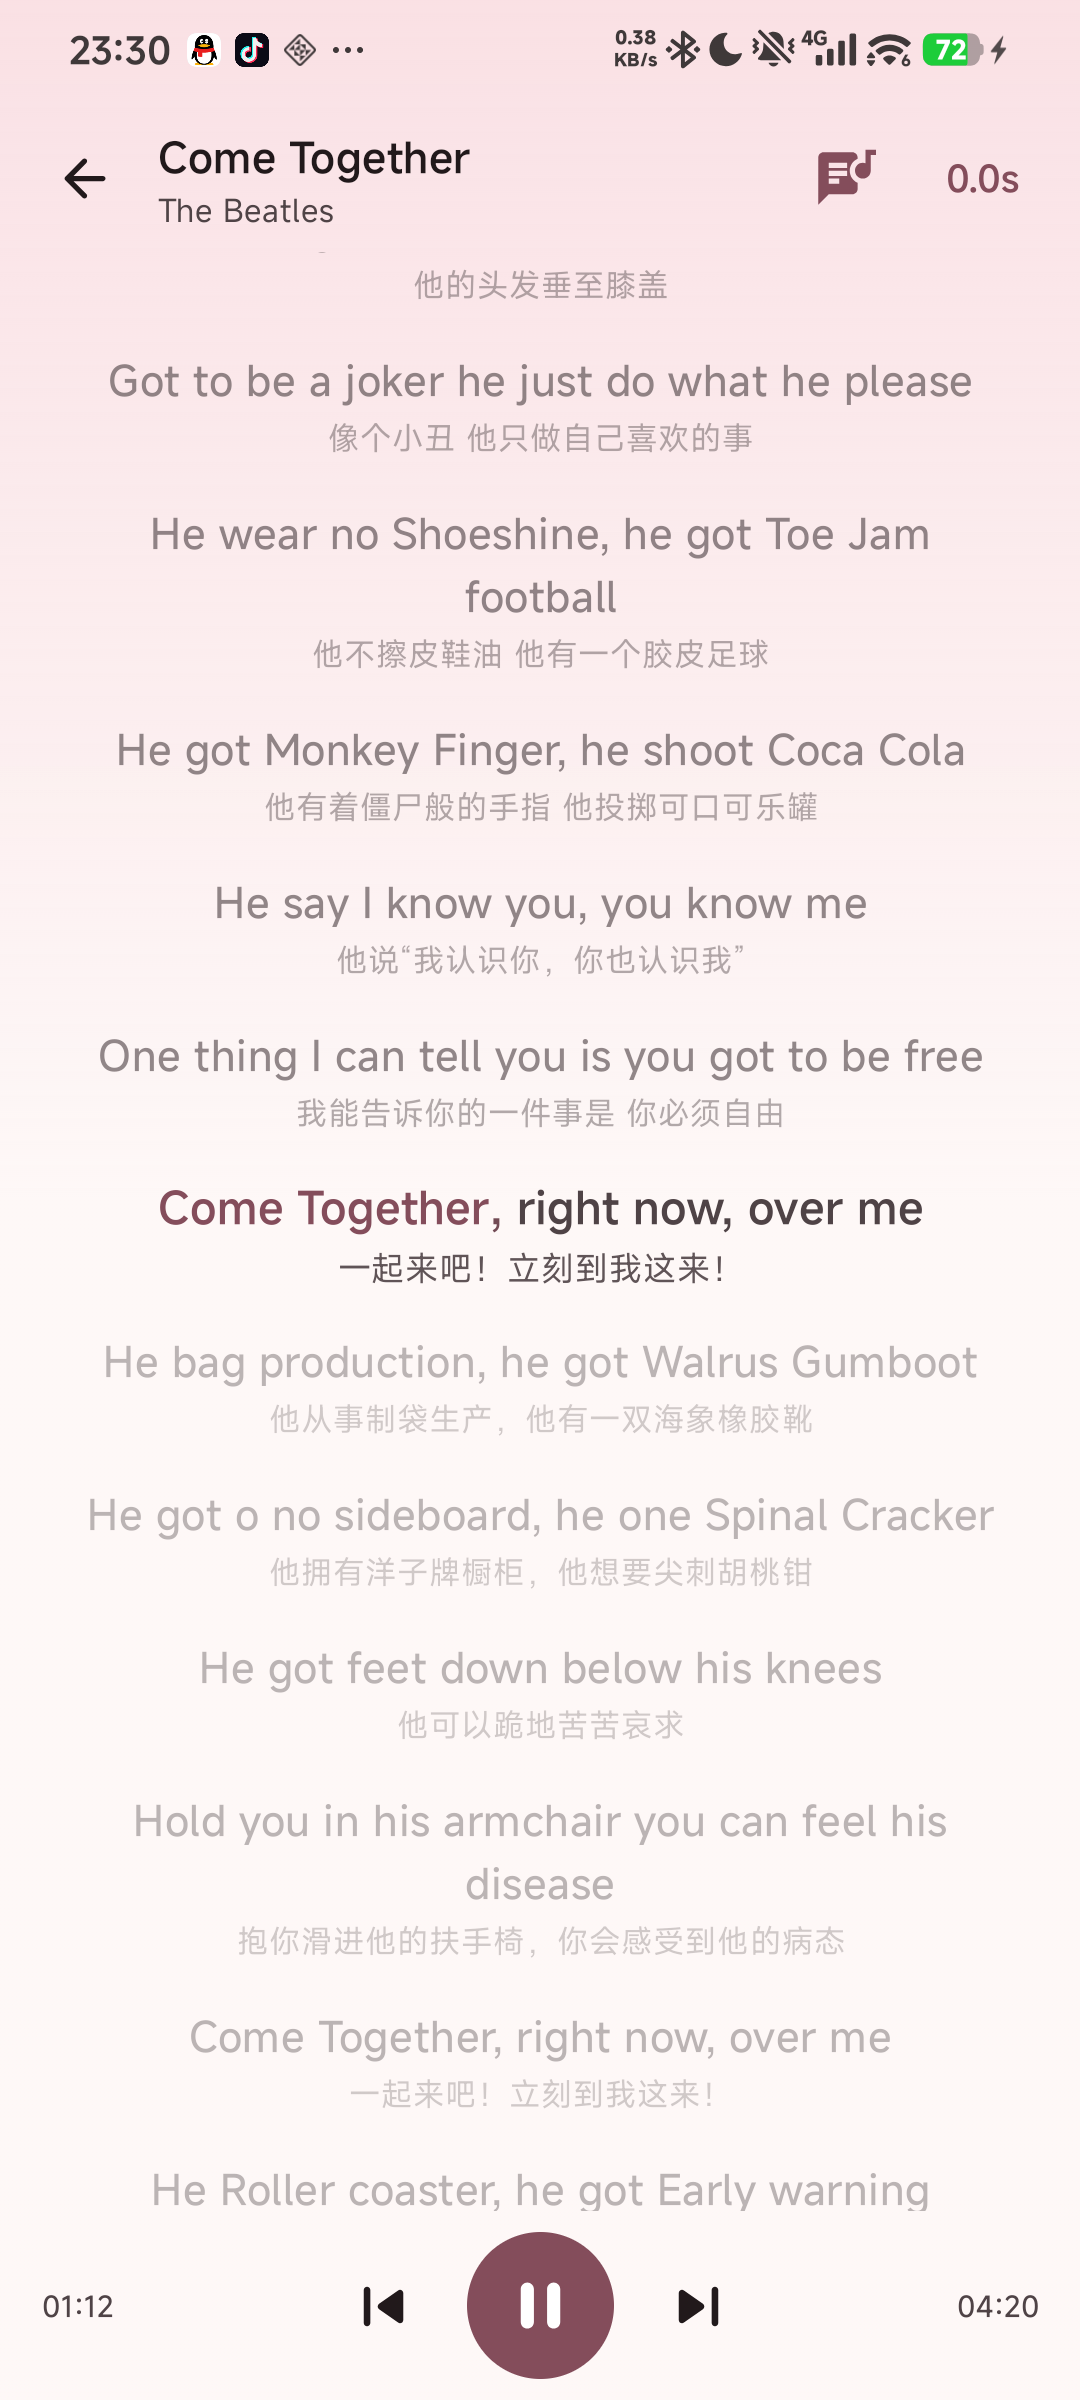 23:30
0.38 KB/s
4G
6
72
Come Together
The Beatles
0.0s
他的头发垂至膝盖
Got to be a joker he just do what he please
像个小丑 他只做自己喜欢的事
He wear no Shoeshine, he got Toe Jam
football
他不擦皮鞋油 他有一个胶皮足球
He got Monkey Finger, he shoot Coca Cola
他有着僵尸般的手指 他投掷可口可乐罐
He say I know you, you know me
他说“我认识你，你也认识我”
One thing I can tell you is you got to be free
我能告诉你的一件事是 你必须自由
Come Together, right now, over me
一起来吧！立刻到我这来！
He bag production, he got Walrus Gumboot
他从事制袋生产，他有一双海象橡胶靴
He got o no sideboard, he one Spinal Cracker
他拥有洋子牌橱柜，他想要尖刺胡桃钳
He got feet down below his knees
他可以跪地苦苦哀求
Hold you in his armchair you can feel his
disease
抱你滑进他的扶手椅，你会感受到他的病态
Come Together, right now, over me
一起来吧！立刻到我这来！
He Roller coaster, he got Early warning
01:12
04:20